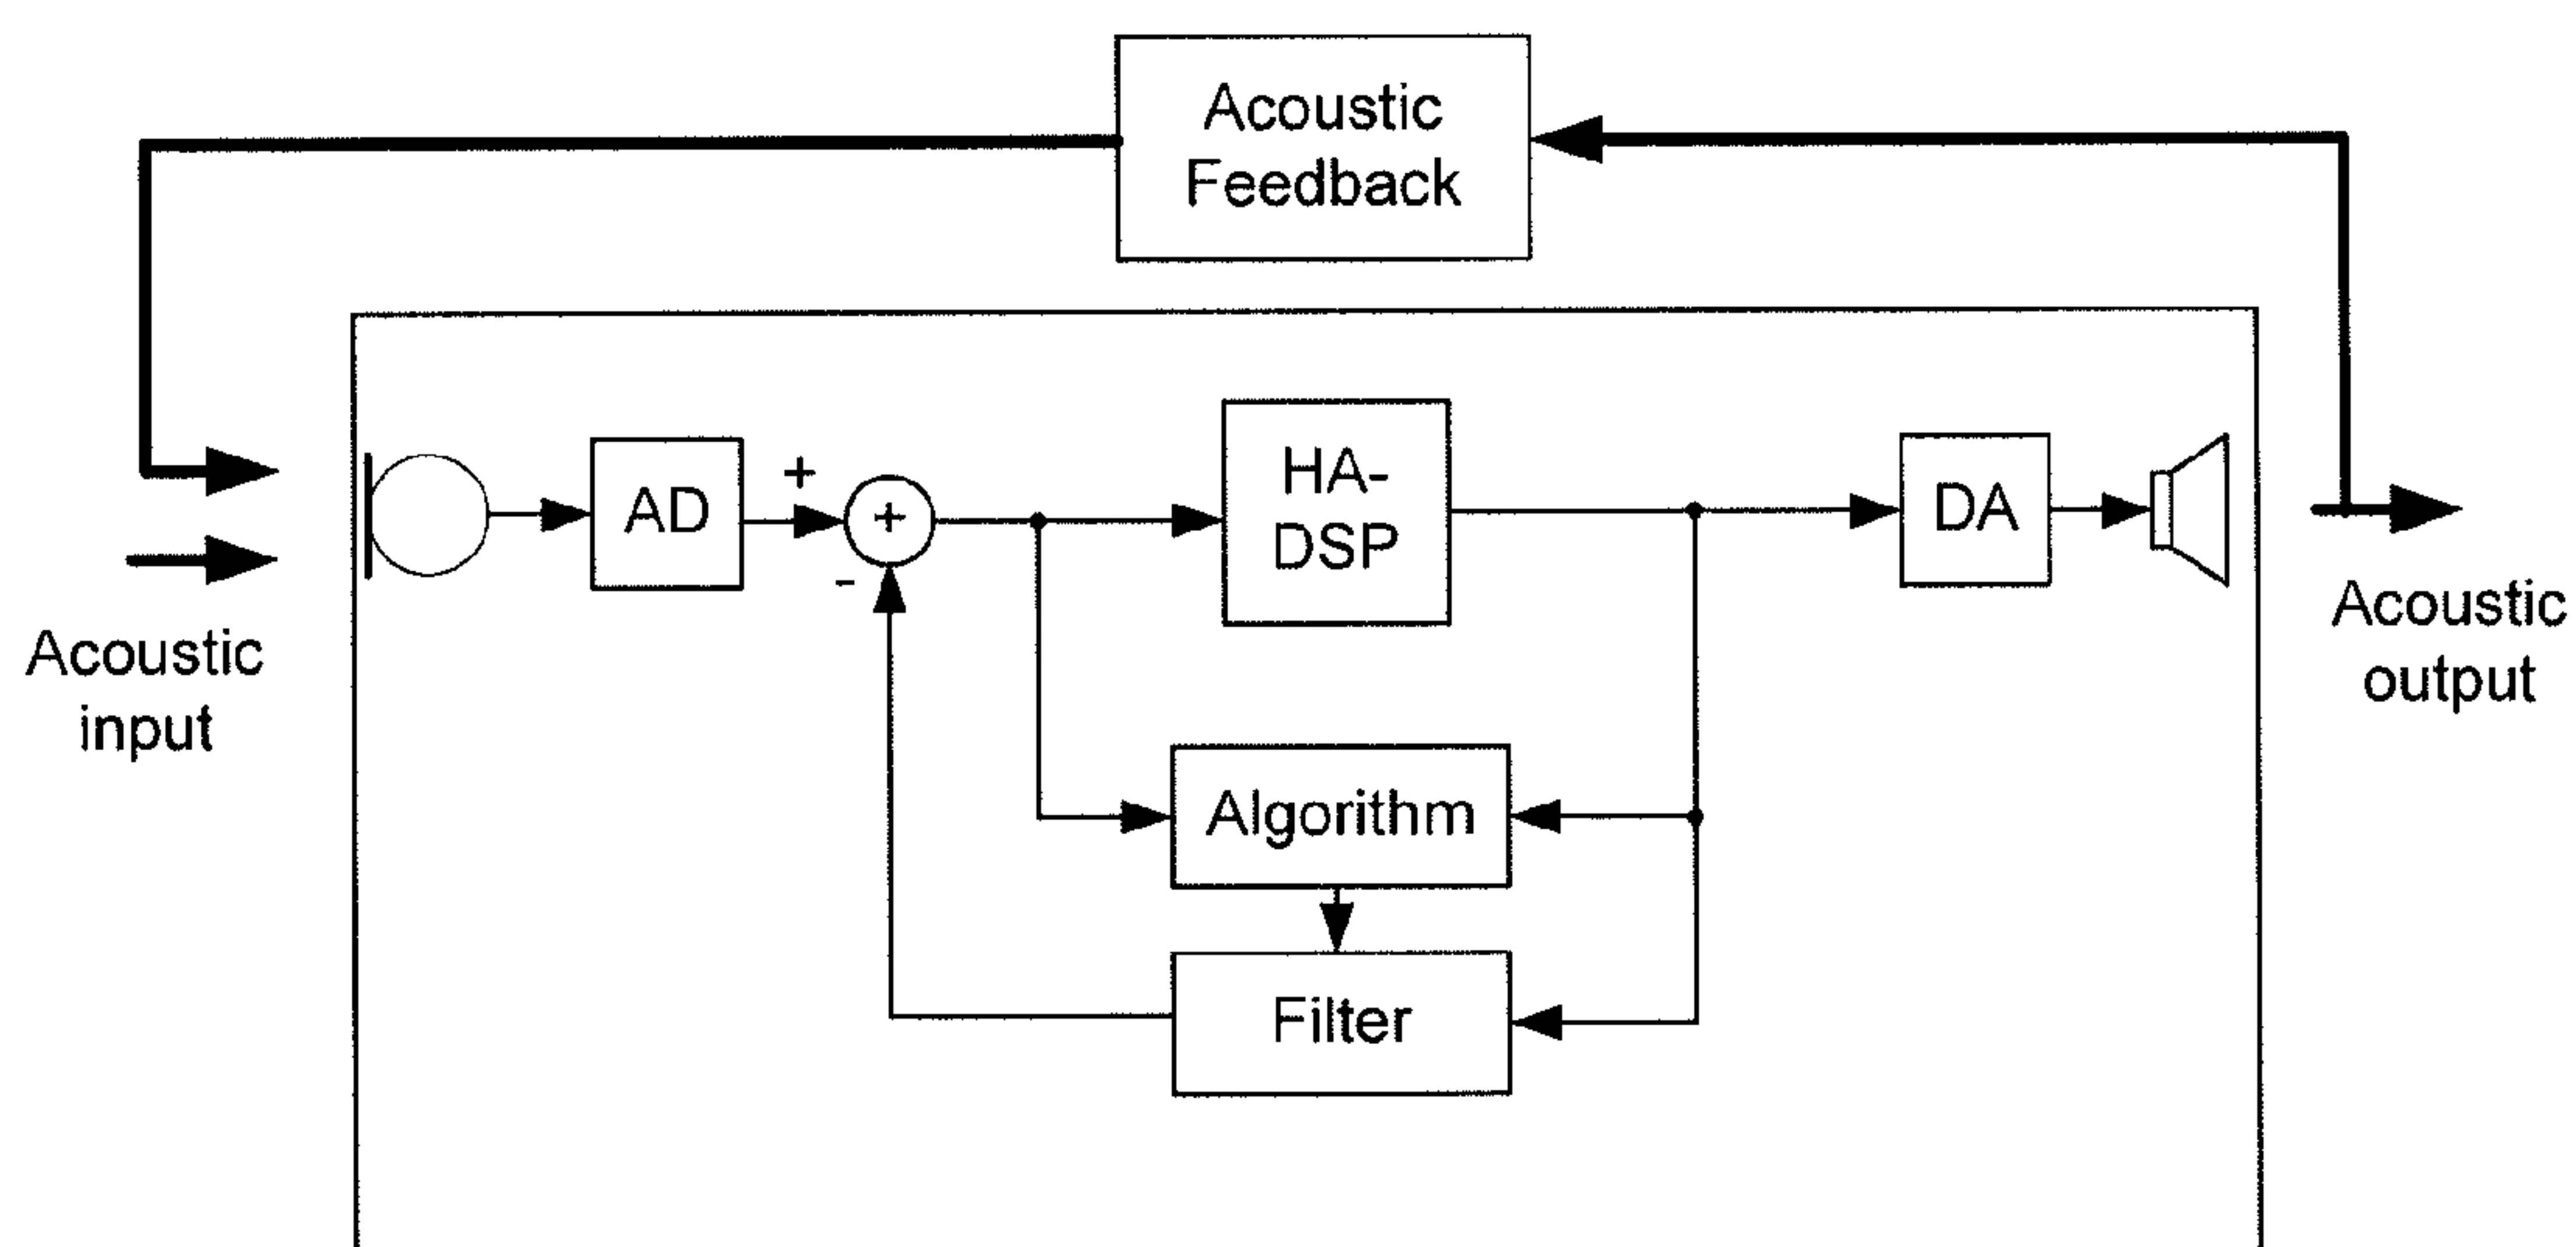 Acoustic
Feedback
Acoustic
input
AD
+
+
-
HA-
DSP
DA
Acoustic
output
Algorithm
Filter